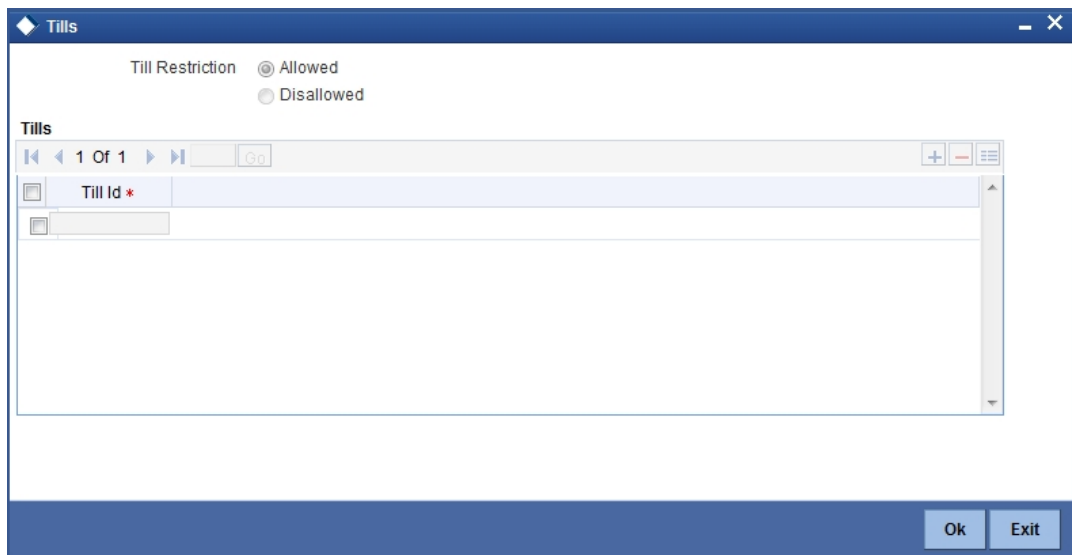 Tills
Till Restriction Allowed
Disallowed
Tills
1 Of 1 Go
Till Id *
Ok Exit